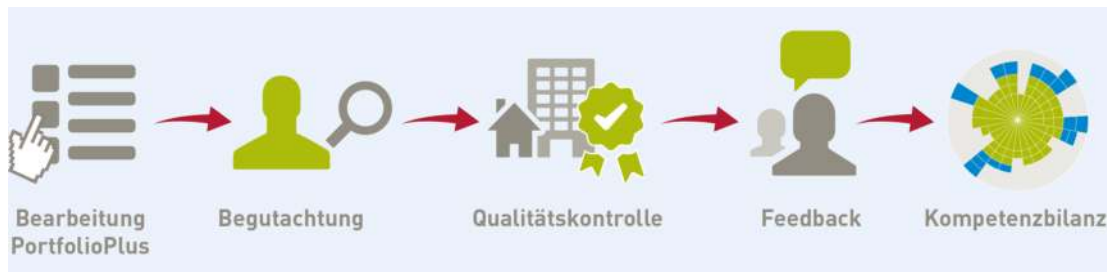 Bearbeitung
PortfolioPlus
Begutachtung
Qualitätskontrolle
Feedback
Kompetenzbilanz